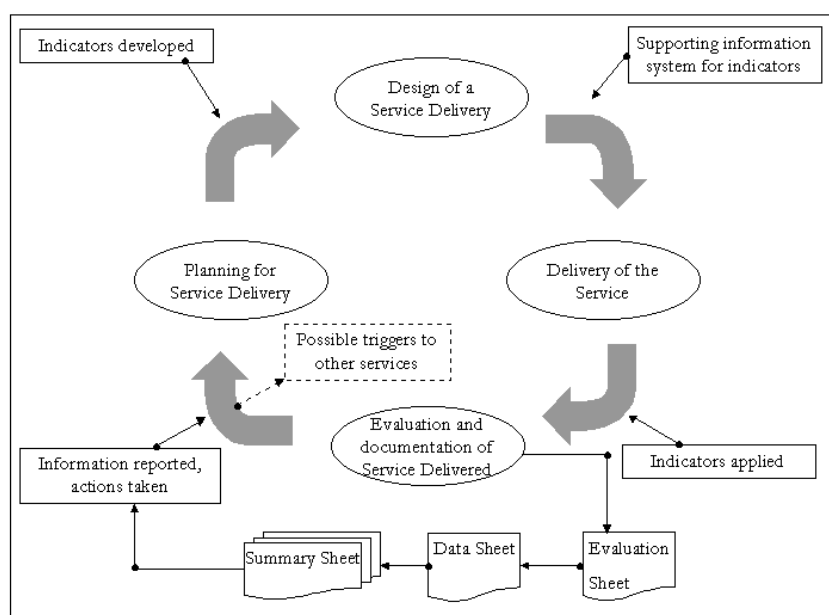 Indicators developed
Supporting information
system for indicators
Design of a
Service Delivery
Planning for
Service Delivery
Delivery of the
Service
Possible triggers to
other services
Evaluation and
documentation of
Service Delivered
Information reported,
actions taken
Indicators applied
Summary Sheet
Data Sheet
Evaluation
Sheet